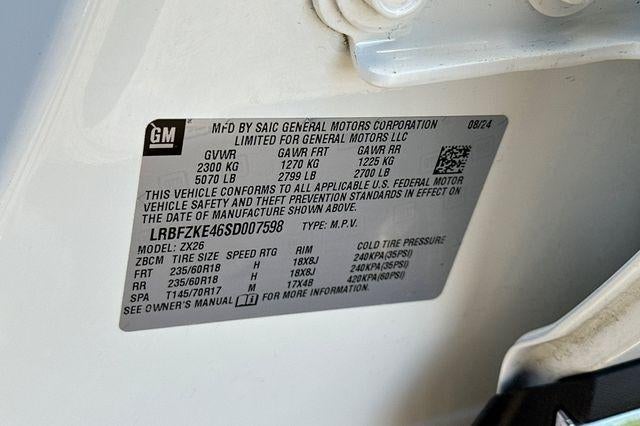 GM
MFD BY SAIC GENERAL MOTORS CORPORATION 08/24
LIMITED FOR GENERAL MOTORS LLC
GVWR GAWR FRT GAWR RR
2300 KG 1270 KG 1225 KG
5070 LB 2799 LB 2700 LB
THIS VEHICLE CONFORMS TO ALL APPLICABLE U.S. FEDERAL MOTOR
VEHICLE SAFETY AND THEFT PREVENTION STANDARDS IN EFFECT ON
THE DATE OF MANUFACTURE SHOWN ABOVE.
LRBFZKE46SD007598 TYPE: M.P.V.
MODEL: ZX26
ZBCM TIRE SIZE SPEED RTG RIM COLD TIRE PRESSURE
FRT 235/60R18 H 18X8J 240KPA(35PSI)
RR 235/60R18 H 18X8J 240KPA(35PSI)
SPA T145/70R17 M 17X4B 420KPA(60PSI)
SEE OWNER'S MANUAL FOR MORE INFORMATION.